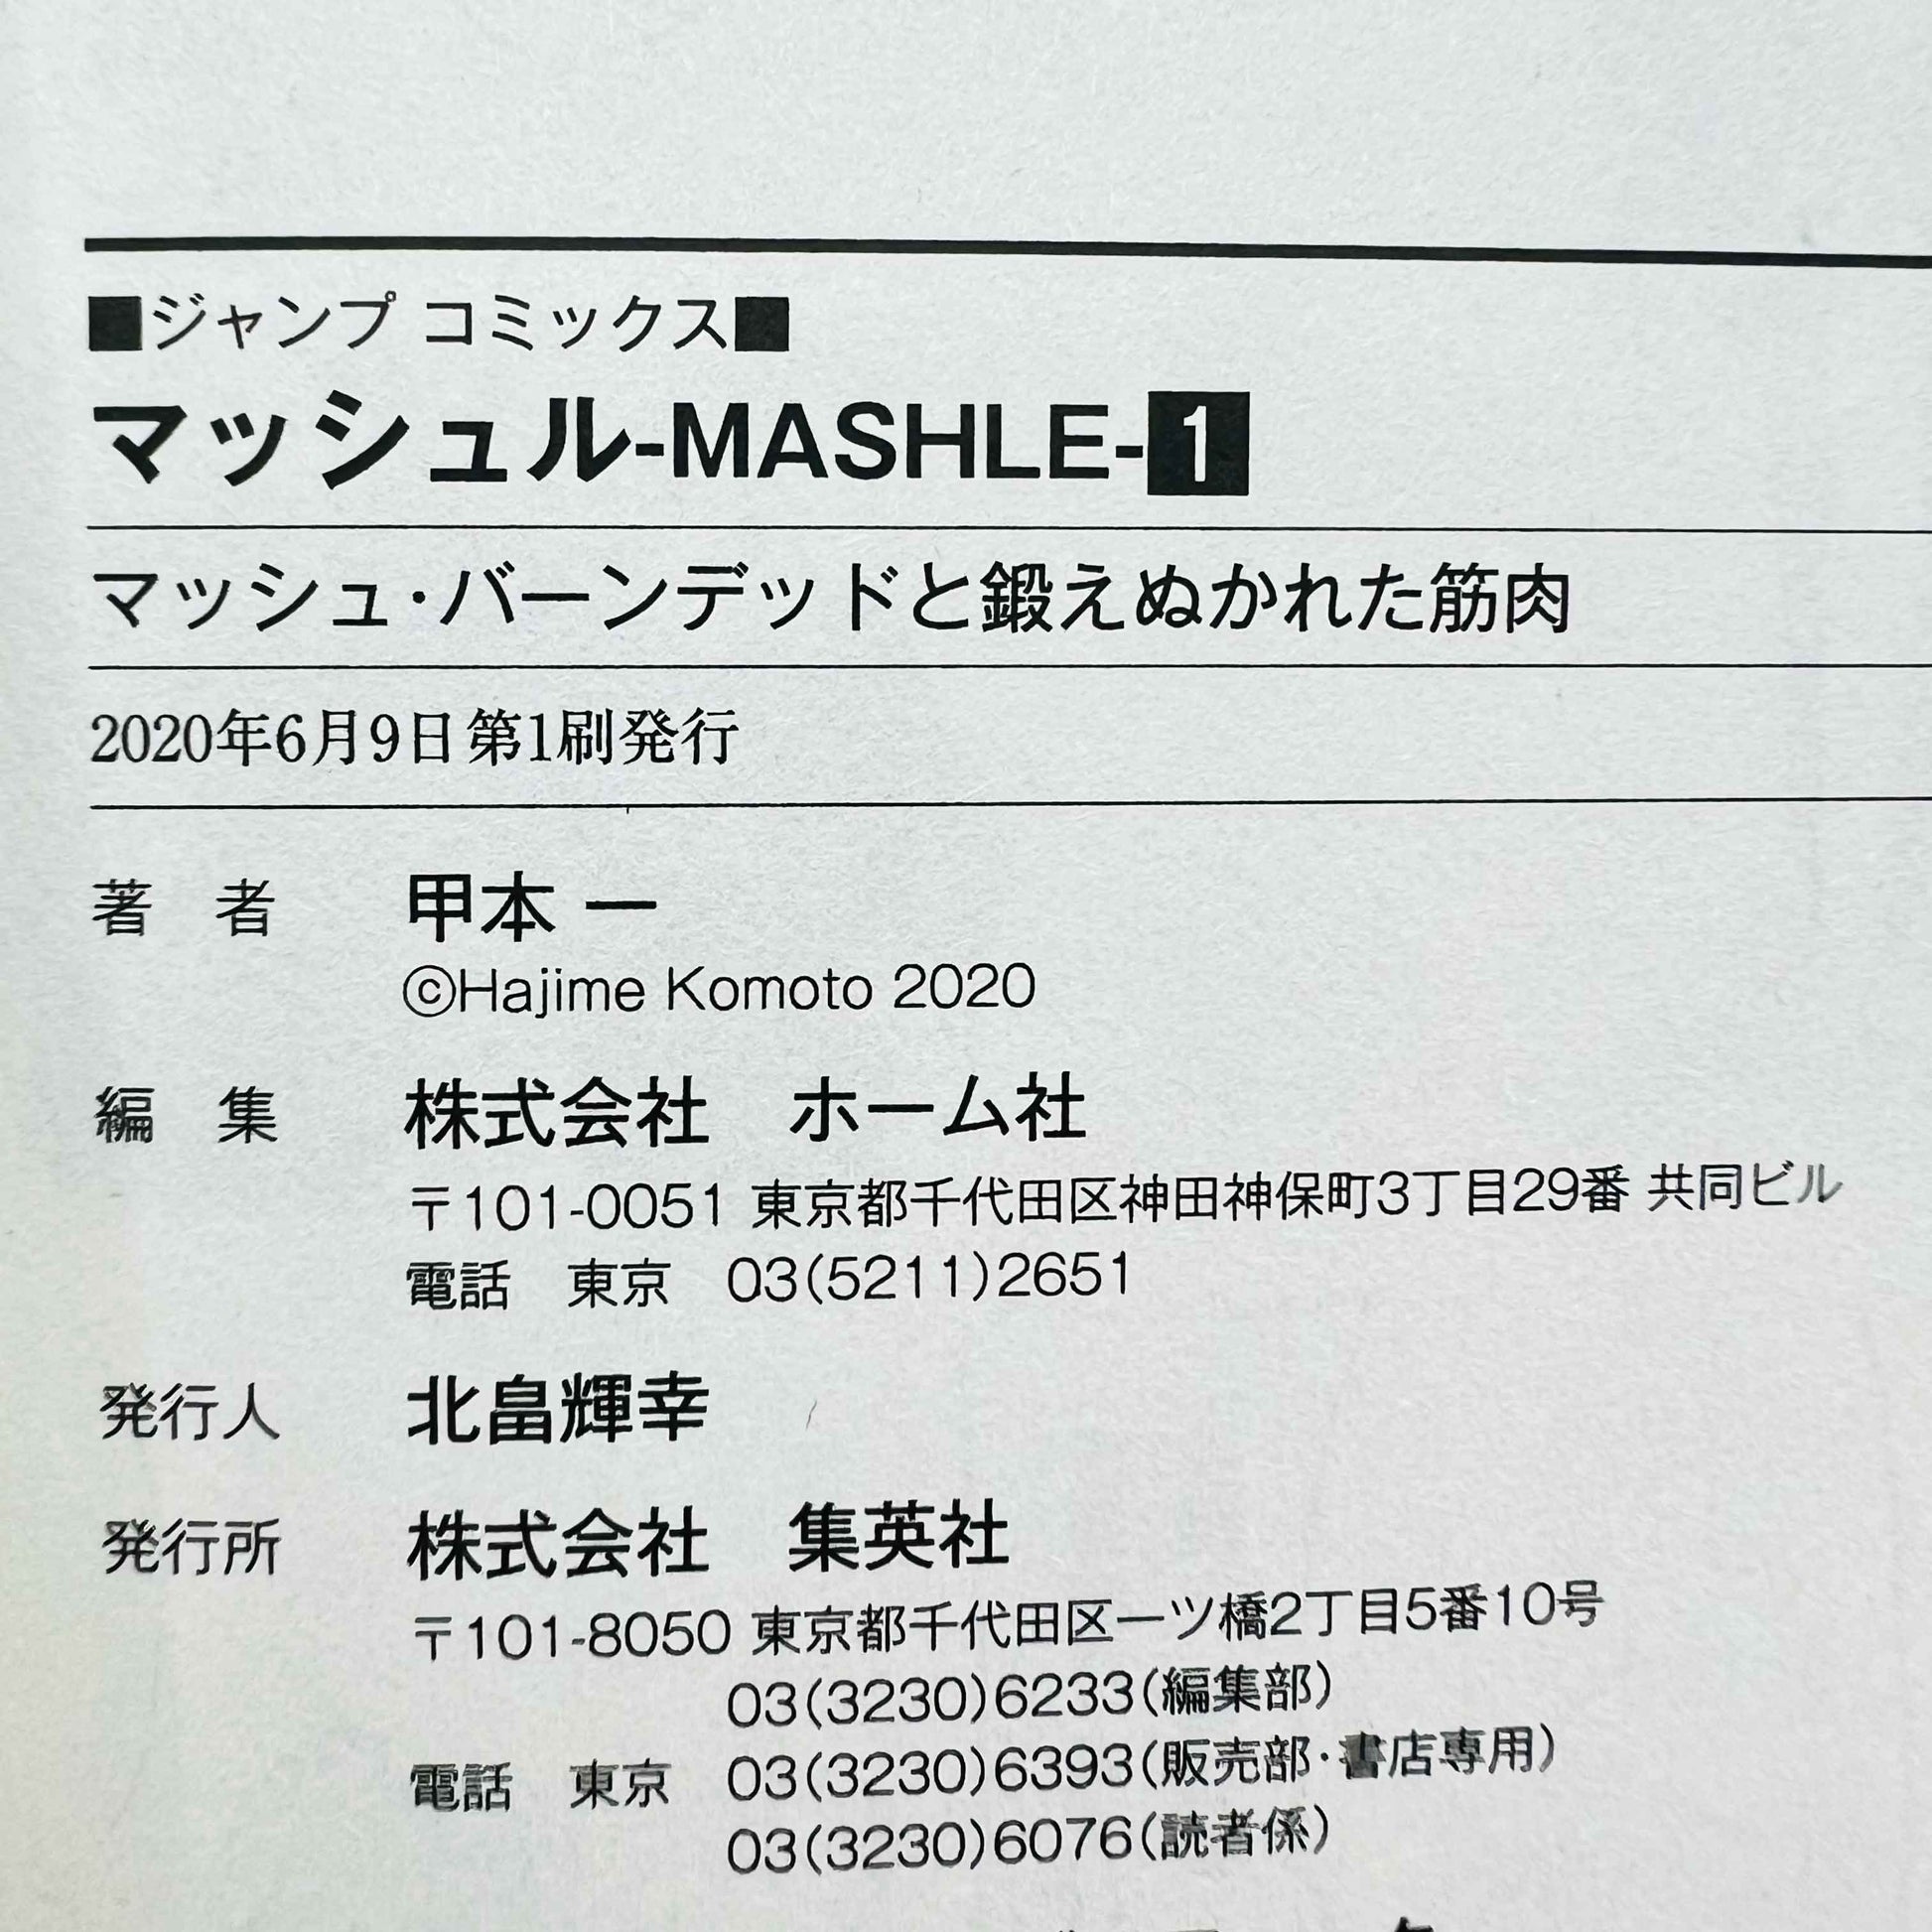 ■ジャンプ コミックス■
マッシュル-MASHLE-1
マッシュ・バーンデッドと鍛えぬかれた筋肉
2020年6月9日第1刷発行
著 者 甲本 一
©Hajime Komoto 2020
編 集 株式会社 ホーム社
〒101-0051 東京都千代田区神田神保町3丁目29番 共同ビル
電話 東京 03(5211)2651
発行人 北畠輝幸
発行所 株式会社 集英社
〒101-8050 東京都千代田区一ツ橋2丁目5番10号
03(3230)6233(編集部)
電話 東京 03(3230)6393(販売部・書店専用)
03(3230)6076(読者係)